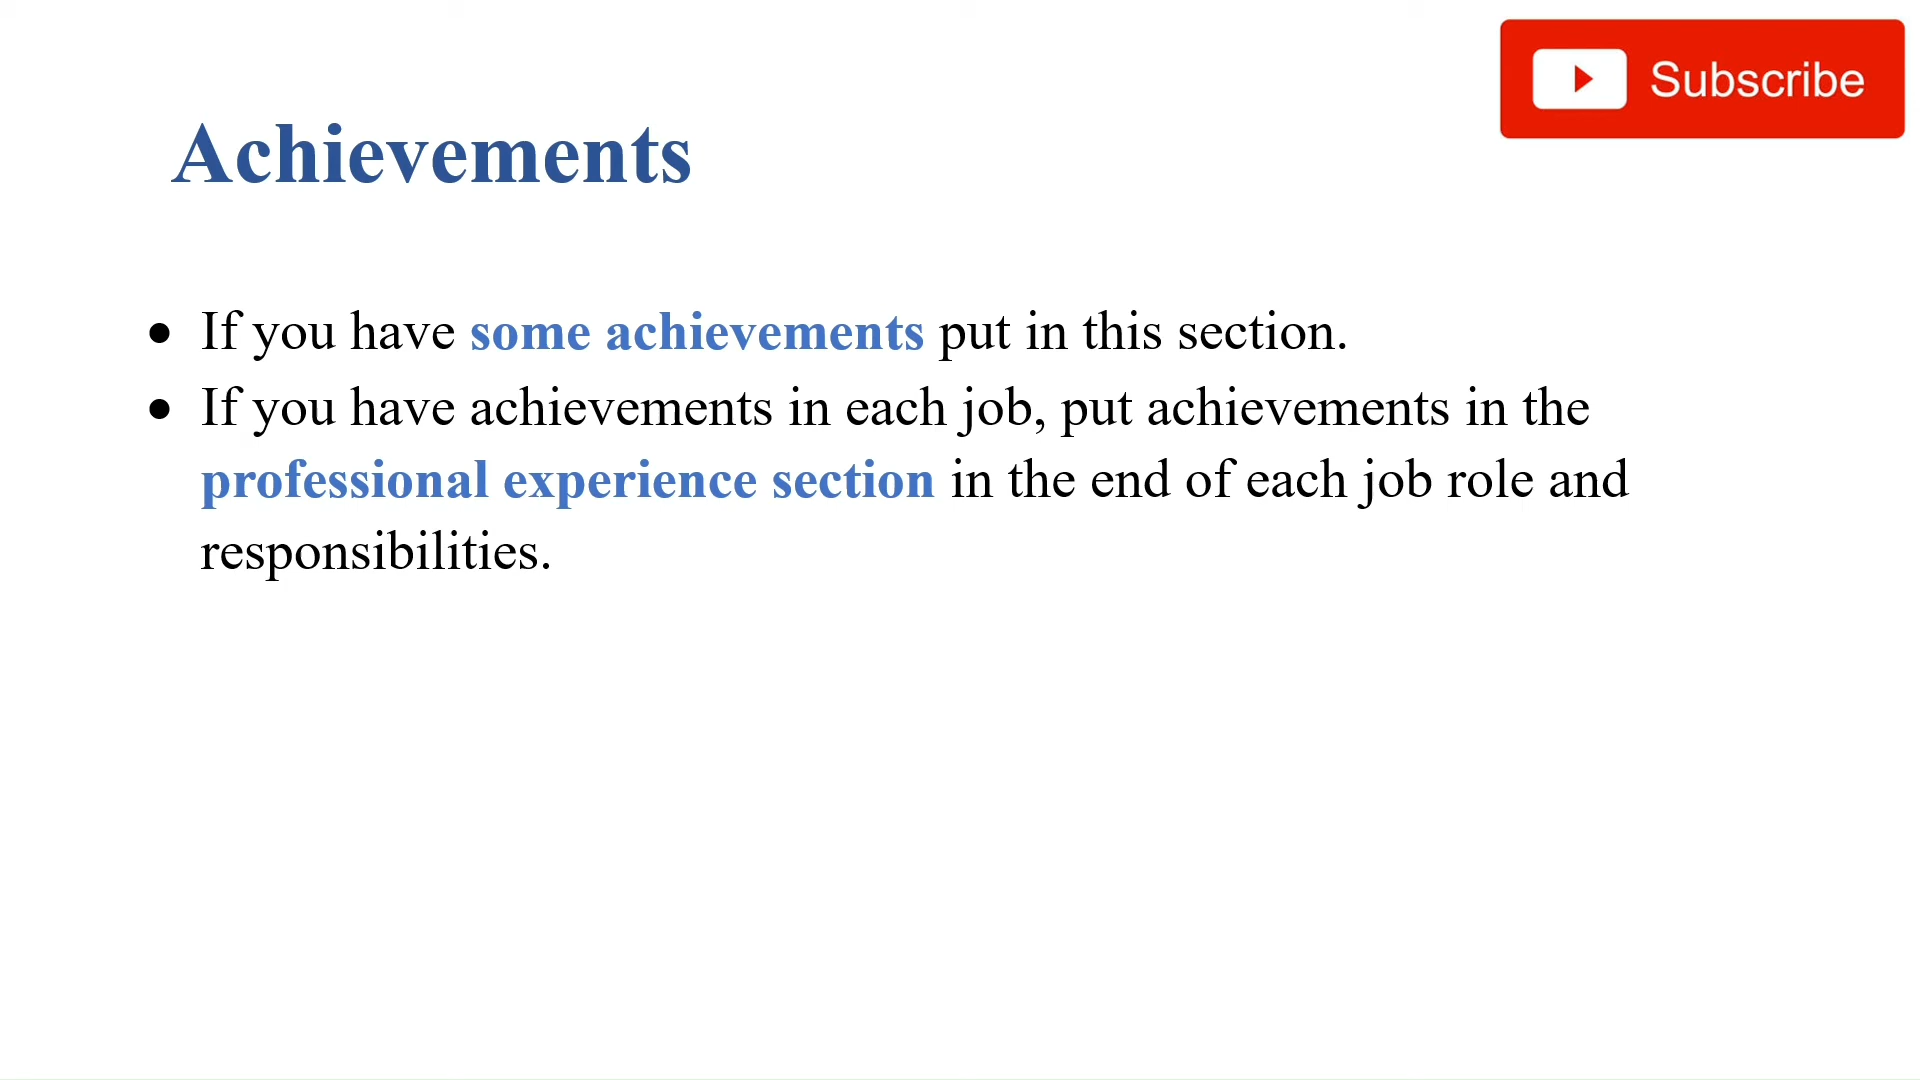 Subscribe
Achievements
• If you have some achievements put in this section.
• If you have achievements in each job, put achievements in the
professional experience section in the end of each job role and
responsibilities.